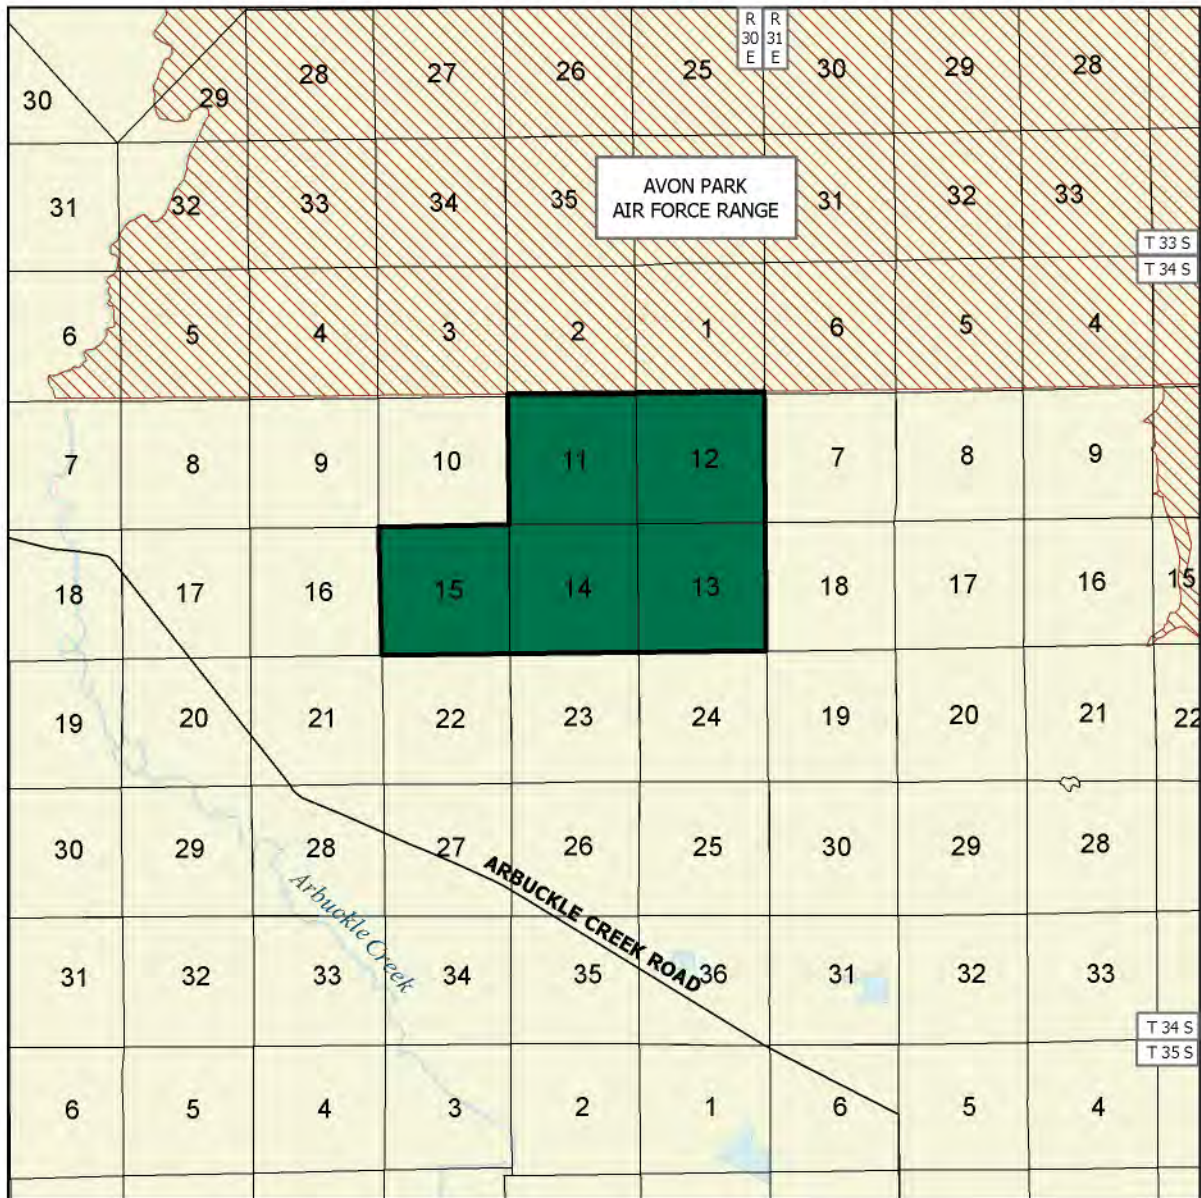 R R
30 31
E E
30 29 28 27 26 25 30 29 28
AVON PARK
AIR FORCE RANGE
31 32 33 34 35 31 32 33
T 33 S
T 34 S
6 5 4 3 2 1 6 5 4
7 8 9 10 11 12 7 8 9
18 17 16 15 14 13 18 17 16 15
19 20 21 22 23 24 19 20 21 22
30 29 28 27 26 25 30 29 28
ARBUCKLE CREEK ROAD
Arbuckle Creek
31 32 33 34 35 36 31 32 33
T 34 S
T 35 S
6 5 4 3 2 1 6 5 4